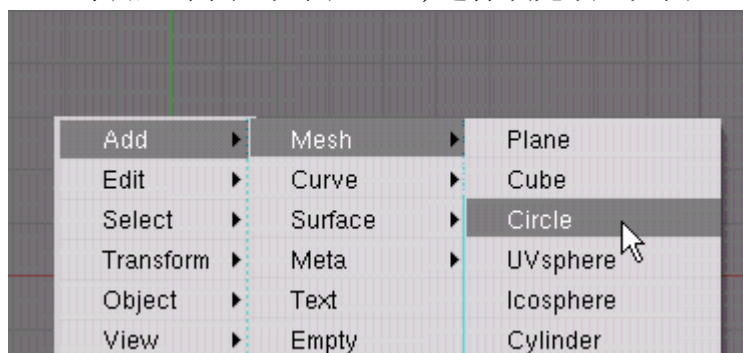 Add Mesh Plane
Edit Curve Cube
Select Surface Circle
Transform Meta UVsphere
Object Text Icosphere
View Empty Cylinder